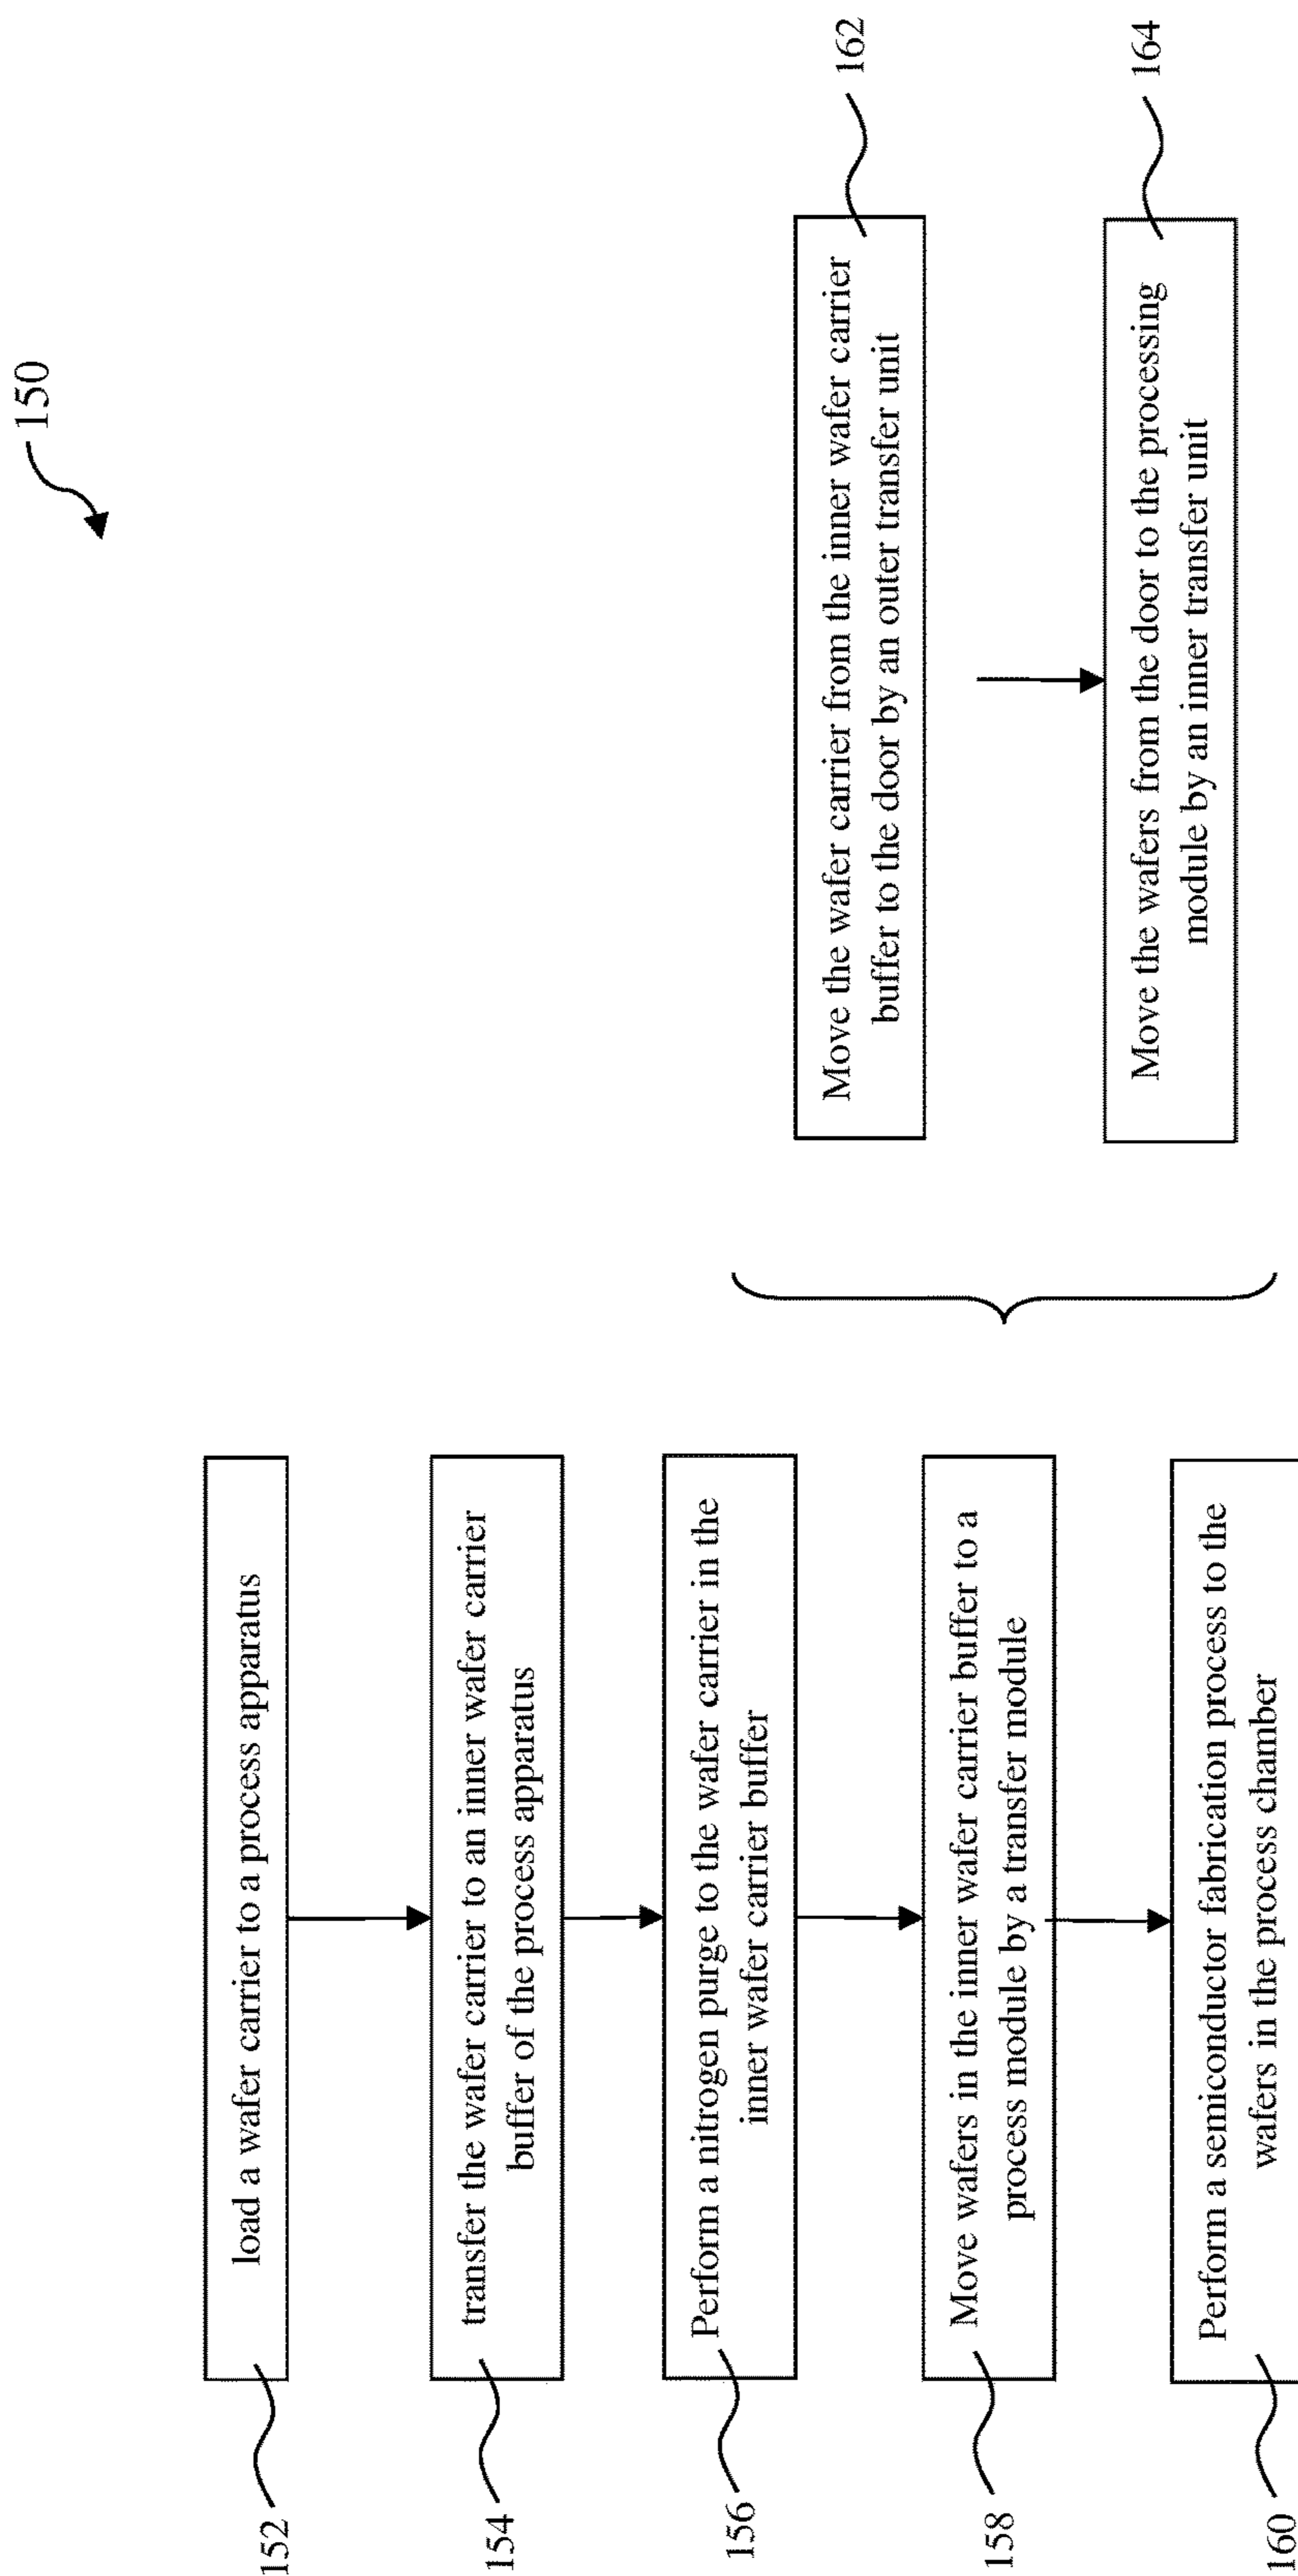 150
152
load a wafer carrier to a process apparatus
154
transfer the wafer carrier to an inner wafer carrier
buffer of the process apparatus
156
Perform a nitrogen purge to the wafer carrier in the
inner wafer carrier buffer
158
Move wafers in the inner wafer carrier buffer to a
process module by a transfer module
160
Perform a semiconductor fabrication process to the
wafers in the process chamber
162
Move the wafer carrier from the inner wafer carrier
buffer to the door by an outer transfer unit
164
Move the wafers from the door to the processing
module by an inner transfer unit